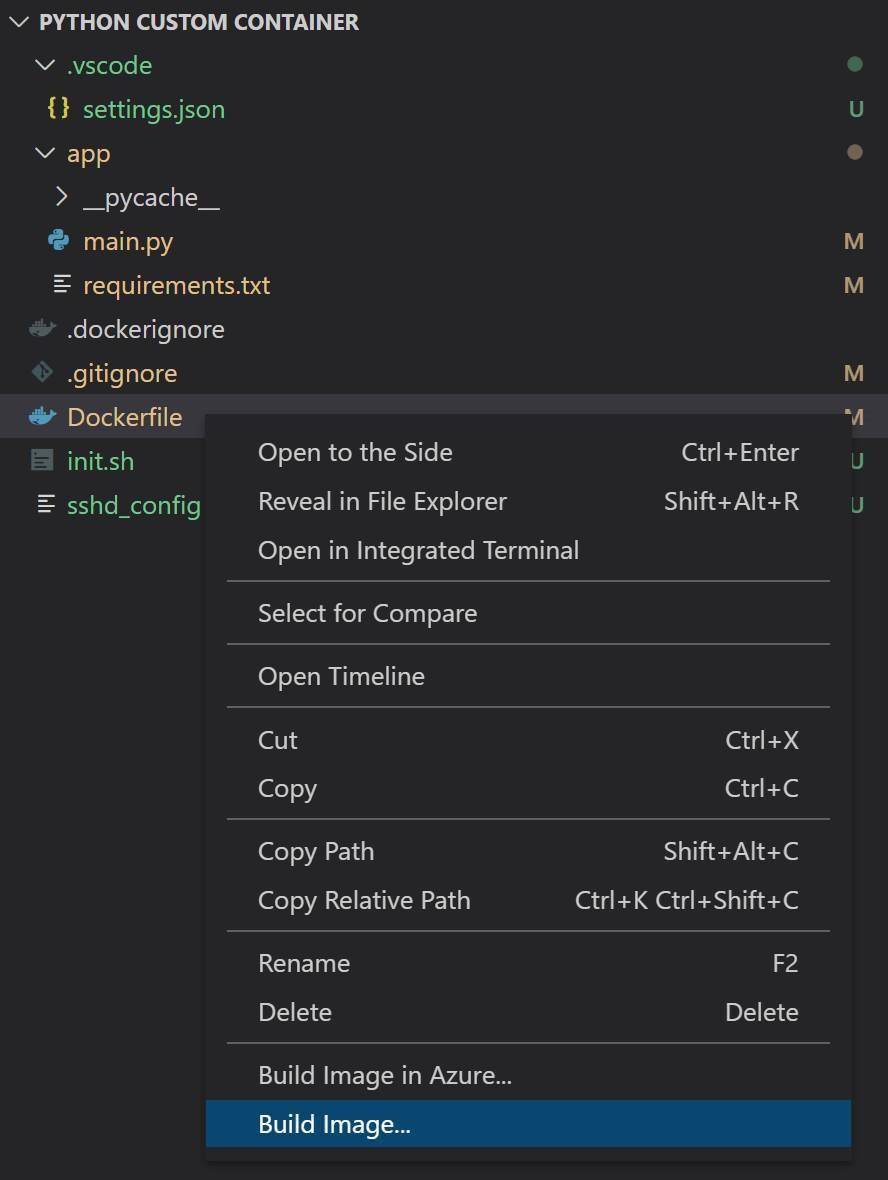 PYTHON CUSTOM CONTAINER
.vscode
{} settings.json U
app
__pycache__
main.py M
requirements.txt M
.dockerignore
.gitignore M
Dockerfile M
init.sh U
sshd_config U
Open to the Side Ctrl+Enter
Reveal in File Explorer Shift+Alt+R
Open in Integrated Terminal
Select for Compare
Open Timeline
Cut Ctrl+X
Copy Ctrl+C
Copy Path Shift+Alt+C
Copy Relative Path Ctrl+K Ctrl+Shift+C
Rename F2
Delete Delete
Build Image in Azure...
Build Image...